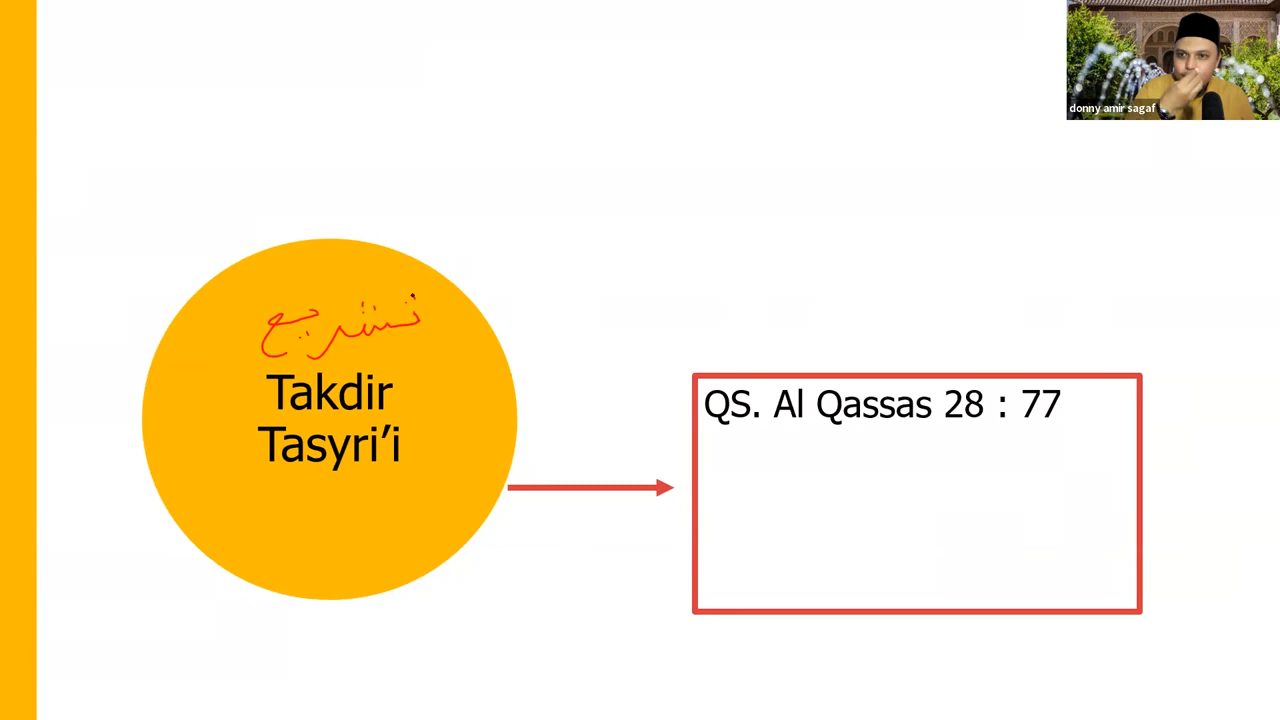 donny amir sagaf
تشريع
Takdir
Tasyri’i
QS. Al Qassas 28 : 77